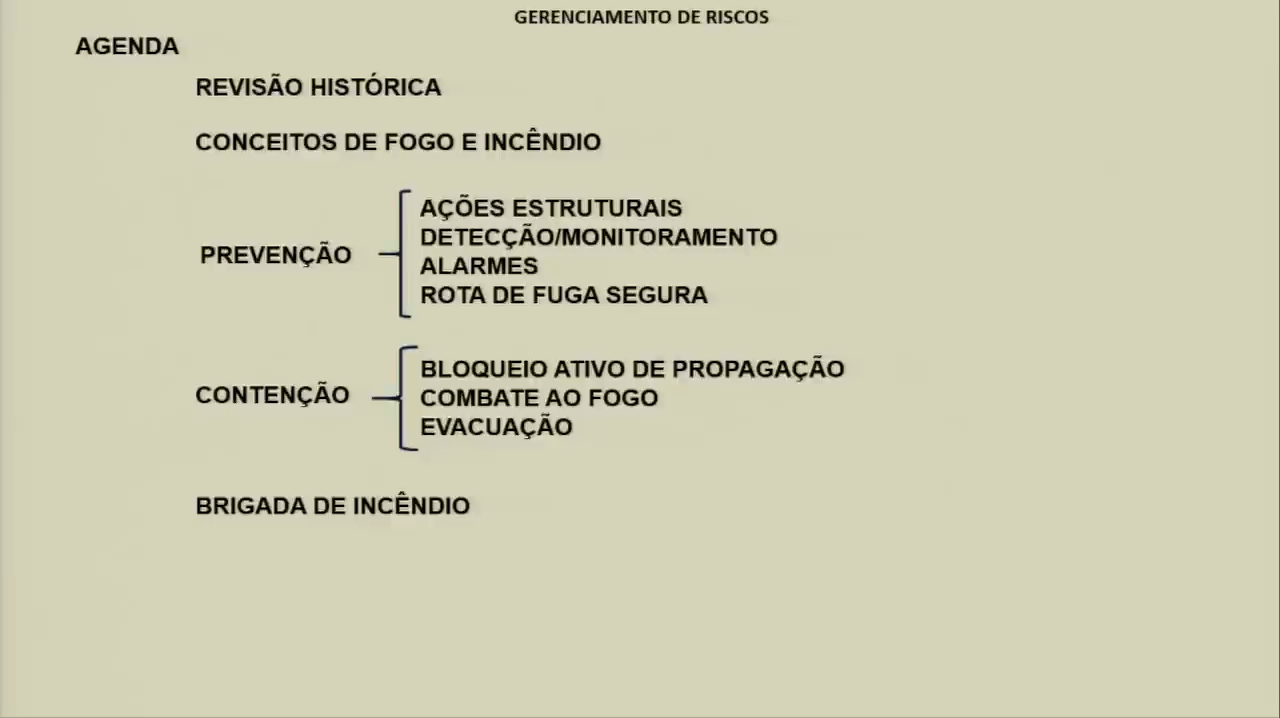 GERENCIAMENTO DE RISCOS
AGENDA
REVISÃO HISTÓRICA
CONCEITOS DE FOGO E INCÊNDIO
PREVENÇÃO
AÇÕES ESTRUTURAIS
DETECÇÃO/MONITORAMENTO
ALARMES
ROTA DE FUGA SEGURA
CONTENÇÃO
BLOQUEIO ATIVO DE PROPAGAÇÃO
COMBATE AO FOGO
EVACUAÇÃO
BRIGADA DE INCÊNDIO